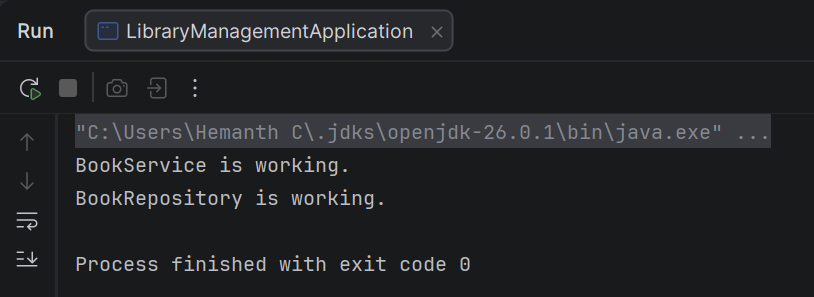 Run LibraryManagementApplication
"C:\Users\Hemanth C\.jdks\openjdk-26.0.1\bin\java.exe" ...
BookService is working.
BookRepository is working.
Process finished with exit code 0